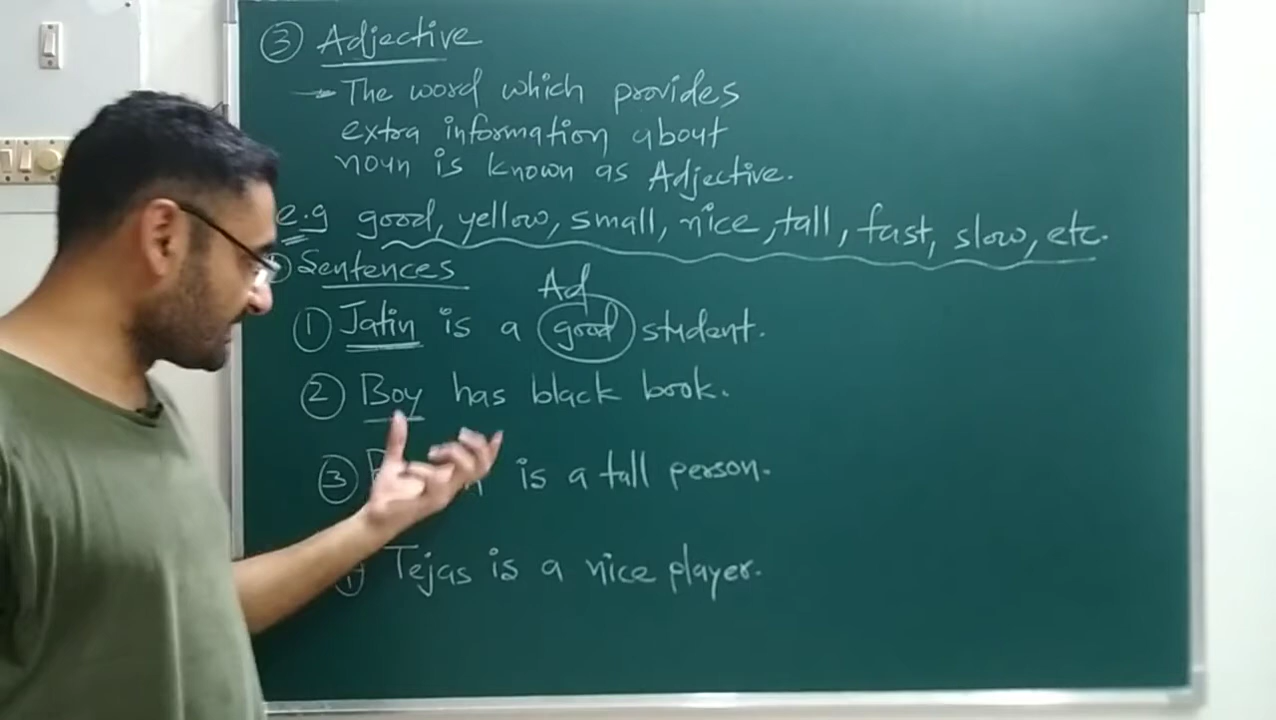 ③ Adjective
→ The word which provides
extra information about
noun is known as Adjective.
e.g good, yellow, small, nice, tall, fast, slow, etc.
Sentences
Ad
① Jatin is a good student.
② Boy has black book.
③ is a tall person.
Tejas is a nice player.